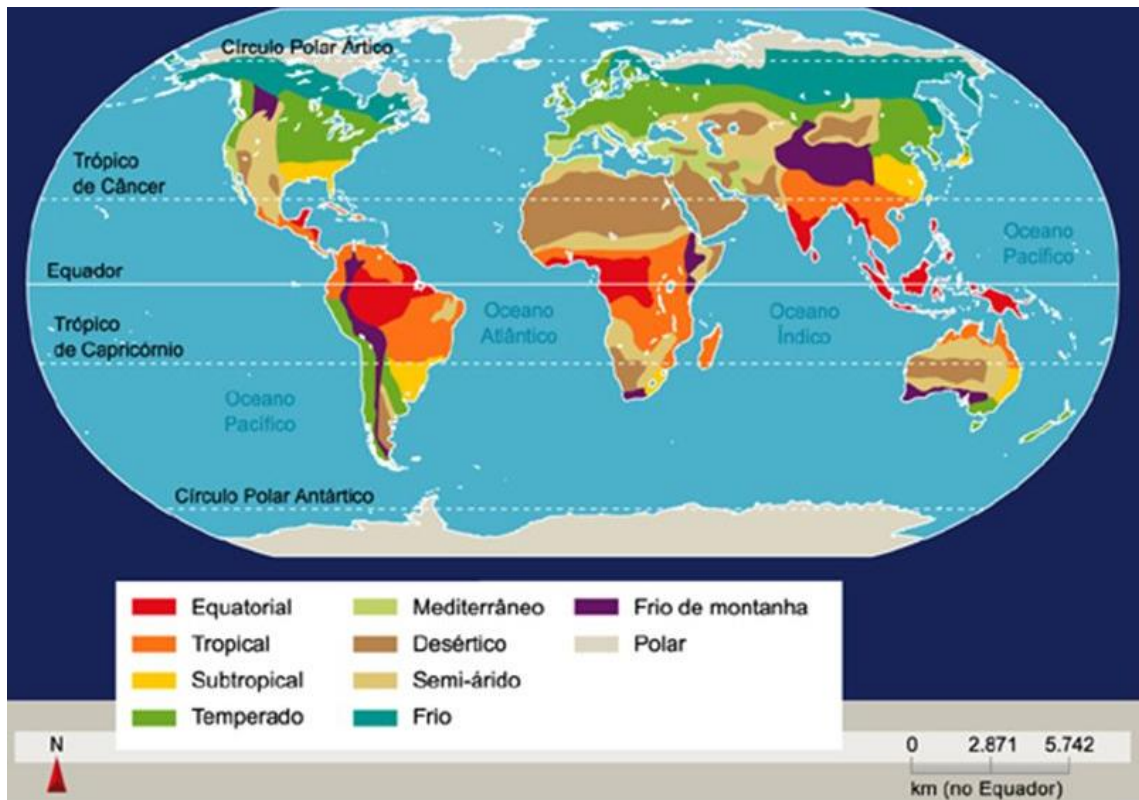 Círculo Polar Ártico
Trópico
de Câncer
Oceano
Pacífico
Equador
Oceano
Atlântico
Oceano
Índico
Trópico
de Capricórnio
Oceano
Pacífico
Círculo Polar Antártico
Equatorial
Mediterrâneo
Frio de montanha
Tropical
Desértico
Polar
Subtropical
Semi-árido
Temperado
Frio
N
0 2.871 5.742
km (no Equador)